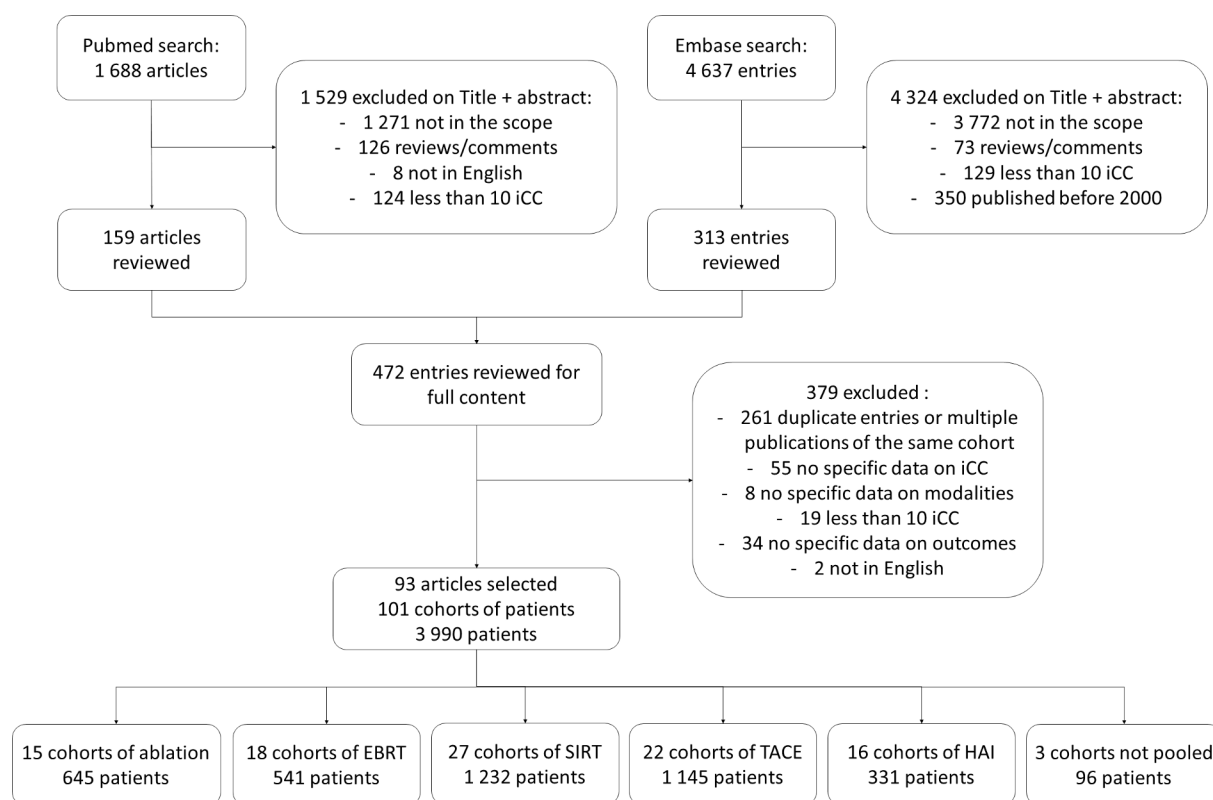 Pubmed search:
1 688 articles
1 529 excluded on Title + abstract:
- 1 271 not in the scope
- 126 reviews/comments
- 8 not in English
- 124 less than 10 iCC
159 articles
reviewed
Embase search:
4 637 entries
4 324 excluded on Title + abstract:
- 3 772 not in the scope
- 73 reviews/comments
- 129 less than 10 iCC
- 350 published before 2000
313 entries
reviewed
472 entries reviewed for
full content
379 excluded :
- 261 duplicate entries or multiple
publications of the same cohort
- 55 no specific data on iCC
- 8 no specific data on modalities
- 19 less than 10 iCC
- 34 no specific data on outcomes
- 2 not in English
93 articles selected
101 cohorts of patients
3 990 patients
15 cohorts of ablation
645 patients
18 cohorts of EBRT
541 patients
27 cohorts of SIRT
1 232 patients
22 cohorts of TACE
1 145 patients
16 cohorts of HAI
331 patients
3 cohorts not pooled
96 patients